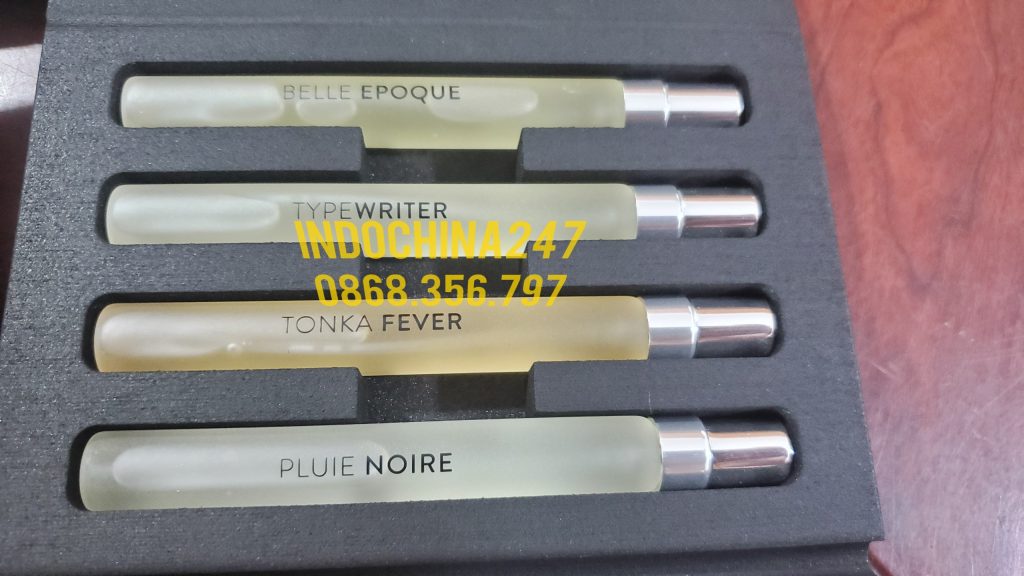 BELLE EPOQUE
TYPEWRITER
INDOCHINA247
0868.356.797
TONKA FEVER
PLUIE NOIRE